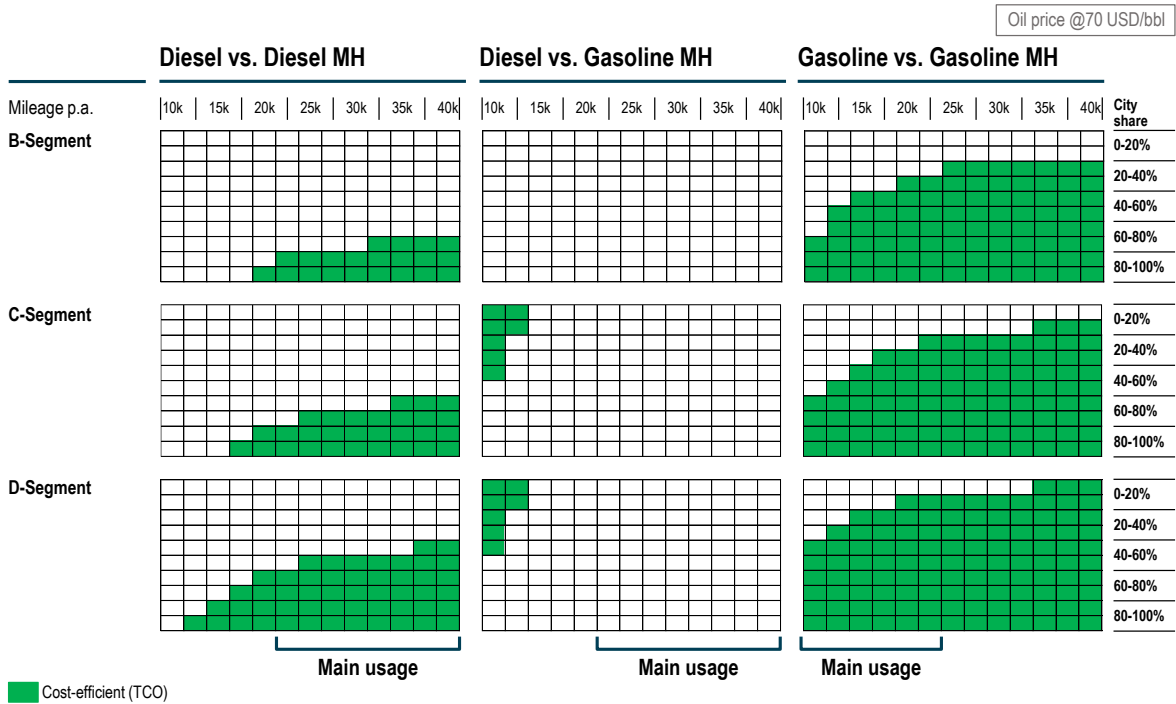 Oil price @70 USD/bbl
Diesel vs. Diesel MH Diesel vs. Gasoline MH Gasoline vs. Gasoline MH
Mileage p.a. 10k 15k 20k 25k 30k 35k 40k 10k 15k 20k 25k 30k 35k 40k 10k 15k 20k 25k 30k 35k 40k City share
B-Segment
0-20%
20-40%
40-60%
60-80%
80-100%
C-Segment
0-20%
20-40%
40-60%
60-80%
80-100%
D-Segment
0-20%
20-40%
40-60%
60-80%
80-100%
Main usage Main usage Main usage
Cost-efficient (TCO)